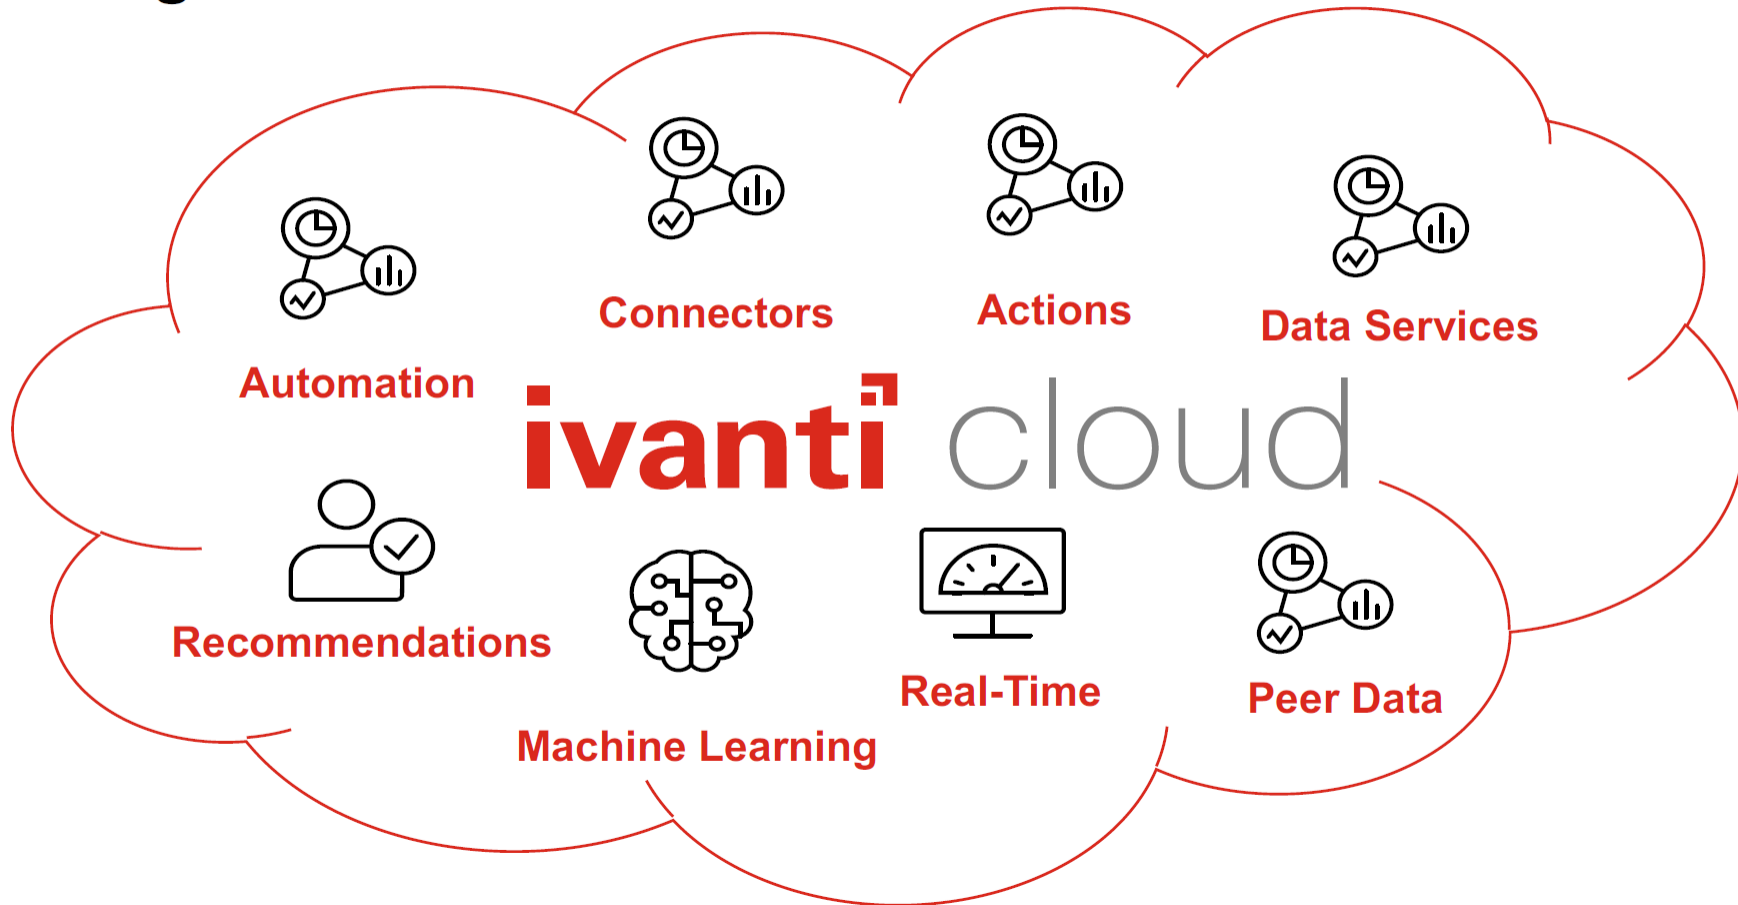 Connectors
Actions
Data Services
Automation
ivanti cloud
Recommendations
Real-Time
Peer Data
Machine Learning